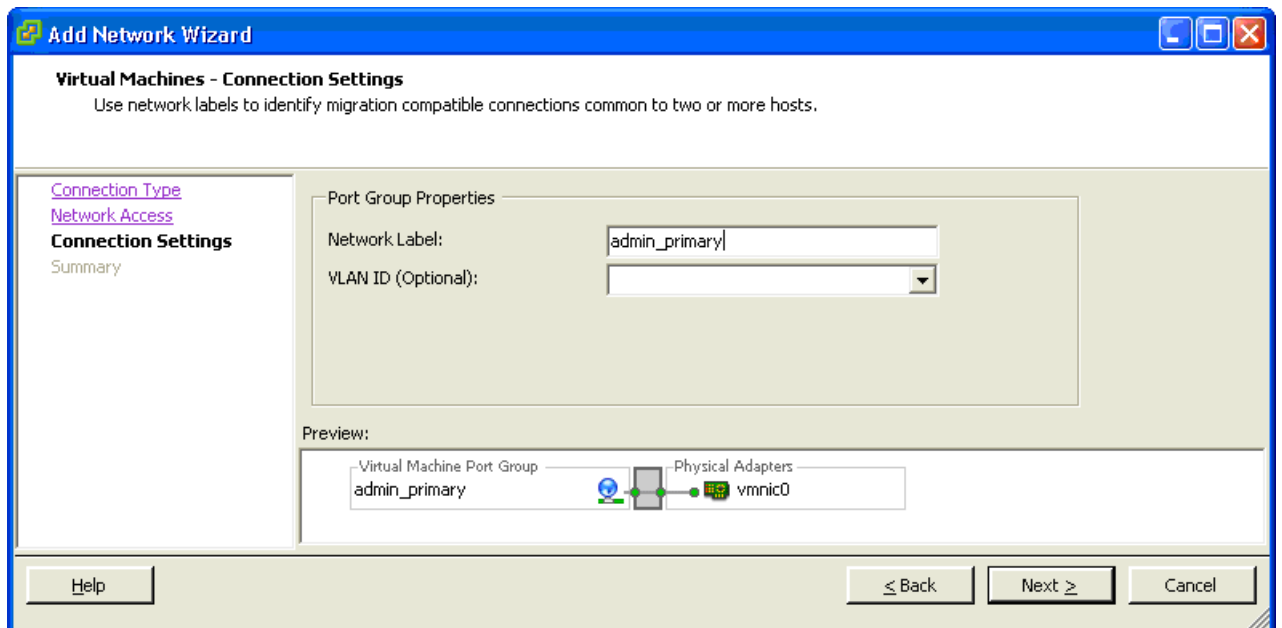 Add Network Wizard
Virtual Machines - Connection Settings
Use network labels to identify migration compatible connections common to two or more hosts.
Connection Type
Network Access
Connection Settings
Summary
Port Group Properties
Network Label:
admin_primary
VLAN ID (Optional):
Preview:
Virtual Machine Port Group
Physical Adapters
admin_primary
vmnic0
Help
< Back
Next >
Cancel